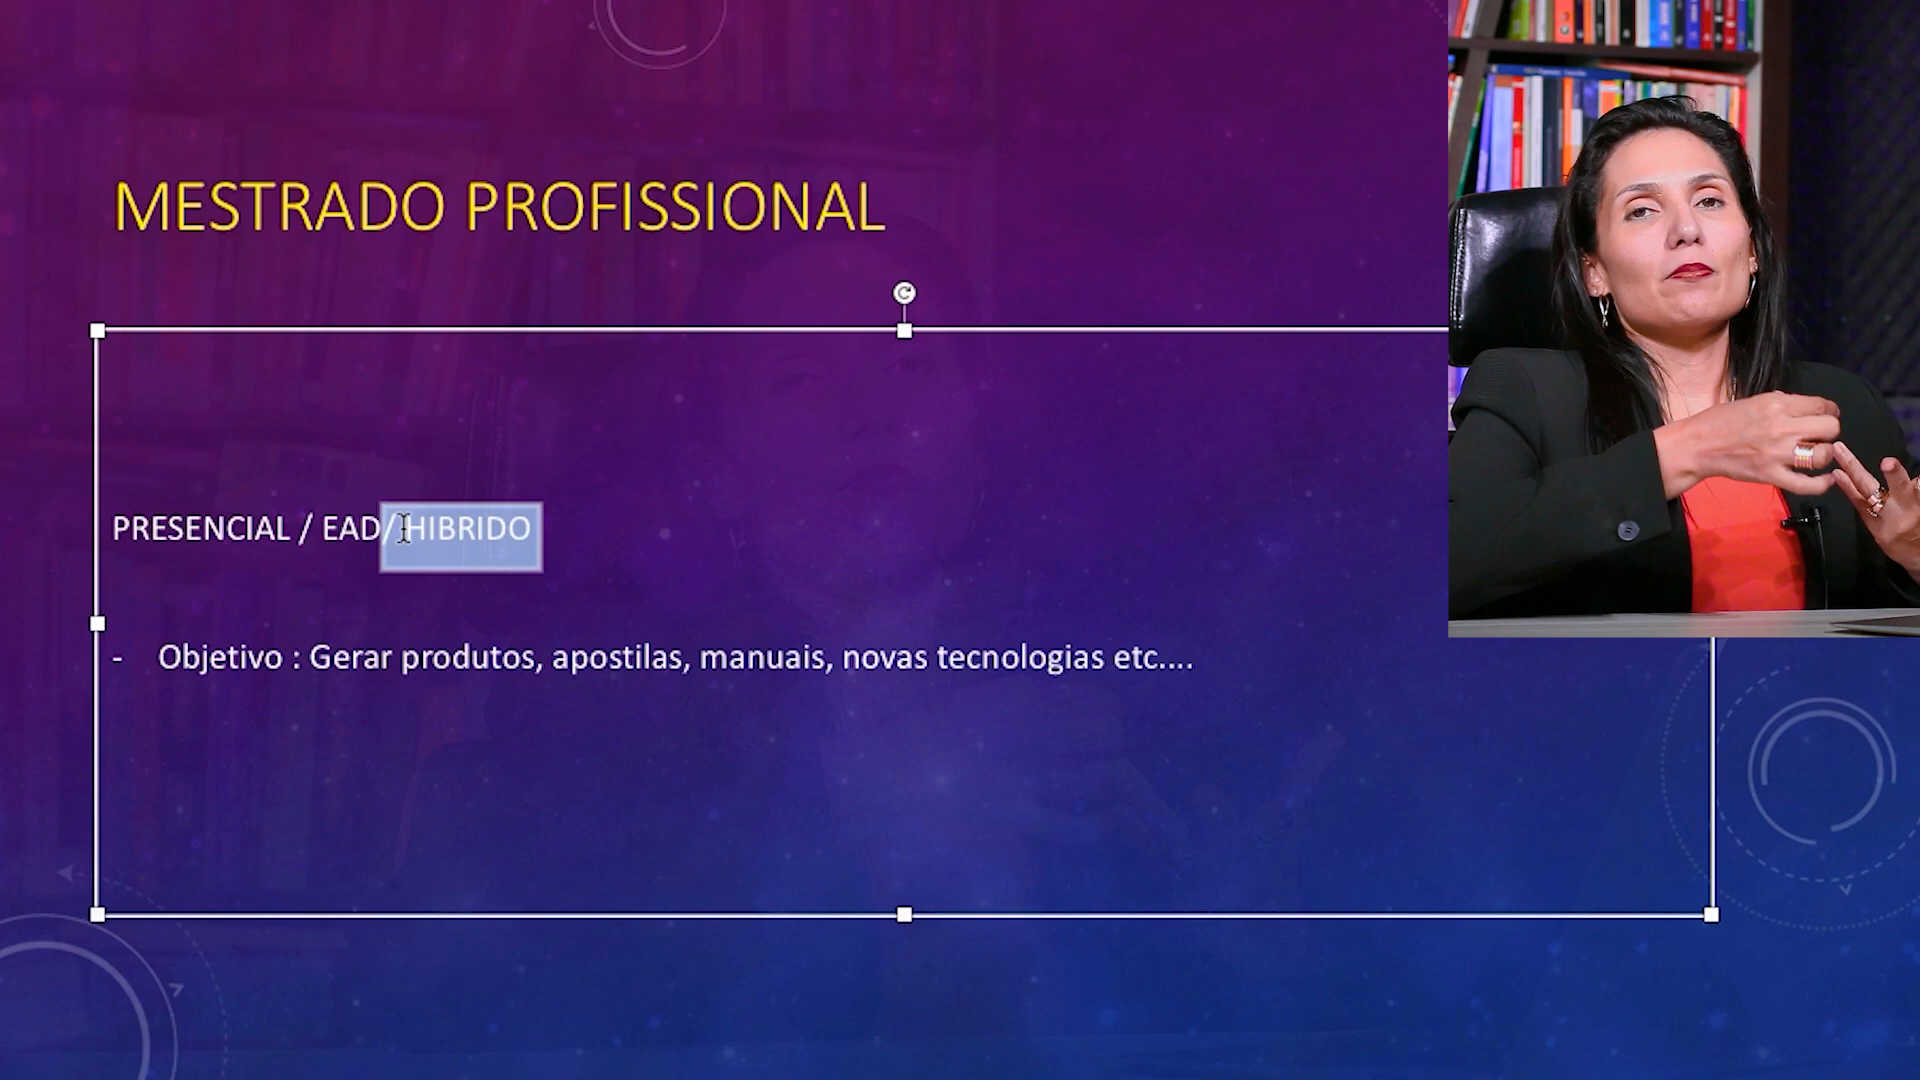 MESTRADO PROFISSIONAL
PRESENCIAL / EAD/ HIBRIDO
- Objetivo : Gerar produtos, apostilas, manuais, novas tecnologias etc....